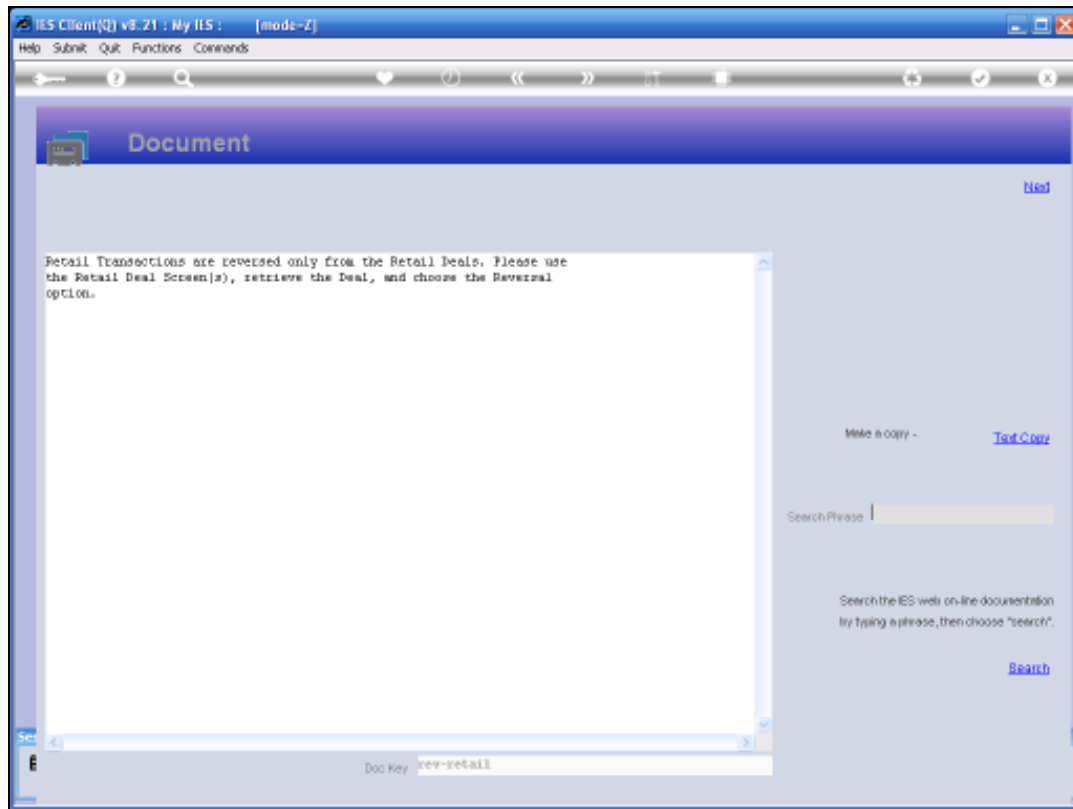 IES Client(Q) v8.21 : My IES : [mode=Z]
Help Submit Quit Functions Commands
Document
Next
Retail Transactions are reversed only from the Retail Deals. Please use
the Retail Deal Screen(s), retrieve the Deal, and choose the Reversal
option.
Make a copy -
Text Copy
Search Phrase
Search the IES web on-line documentation
by typing a phrase, then choose "search".
Search
Doc Key rev-retail